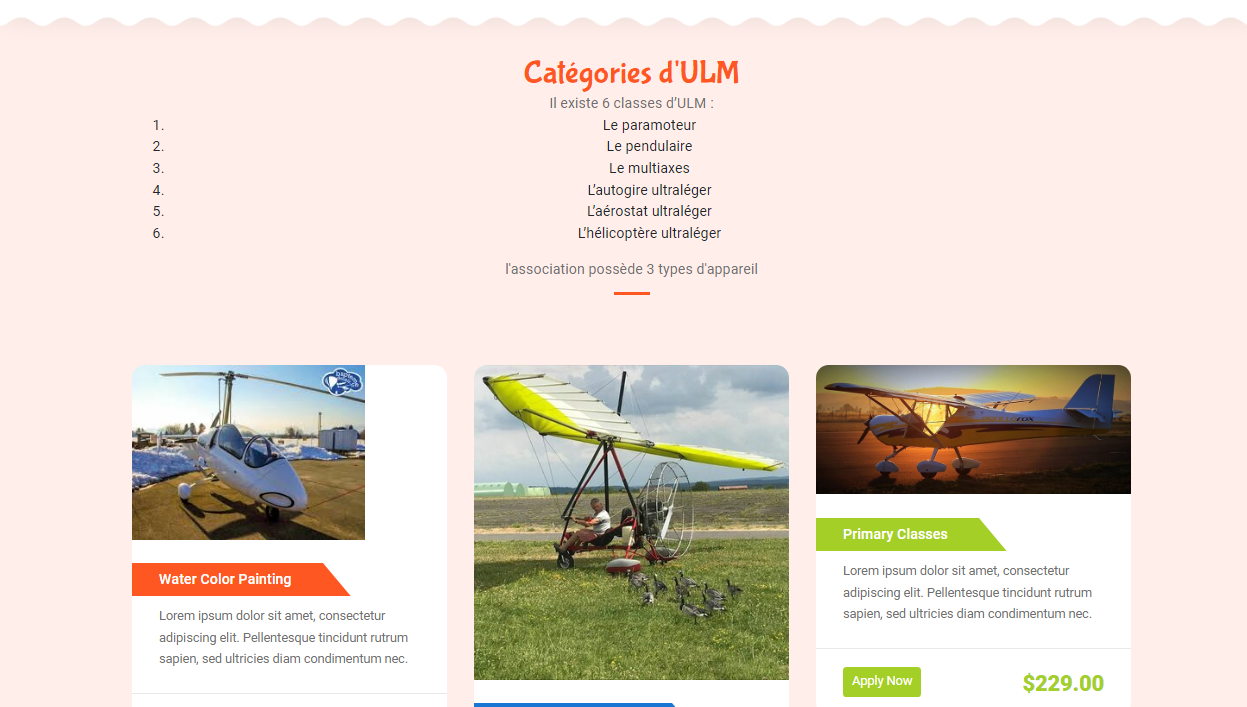 Catégories d'ULM
Il existe 6 classes d’ULM :
1. Le paramoteur
2. Le pendulaire
3. Le multiaxes
4. L’autogire ultraléger
5. L’aérostat ultraléger
6. L’hélicoptère ultraléger
l'association possède 3 types d'appareil
Water Color Painting
Lorem ipsum dolor sit amet, consectetur
adipiscing elit. Pellentesque tincidunt rutrum
sapien, sed ultricies diam condimentum nec.
FOX
Primary Classes
Lorem ipsum dolor sit amet, consectetur
adipiscing elit. Pellentesque tincidunt rutrum
sapien, sed ultricies diam condimentum nec.
Apply Now
$229.00